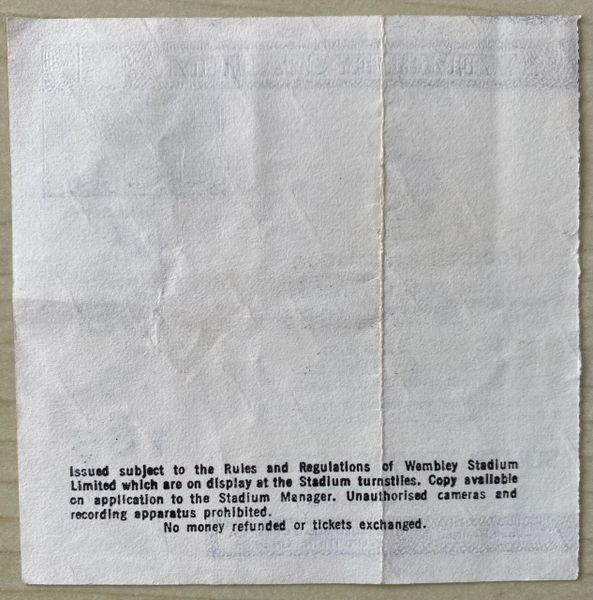 Issued subject to the Rules and Regulations of Wembley Stadium
Limited which are on display at the Stadium turnstiles. Copy available
on application to the Stadium Manager. Unauthorised cameras and
recording apparatus prohibited.
No money refunded or tickets exchanged.